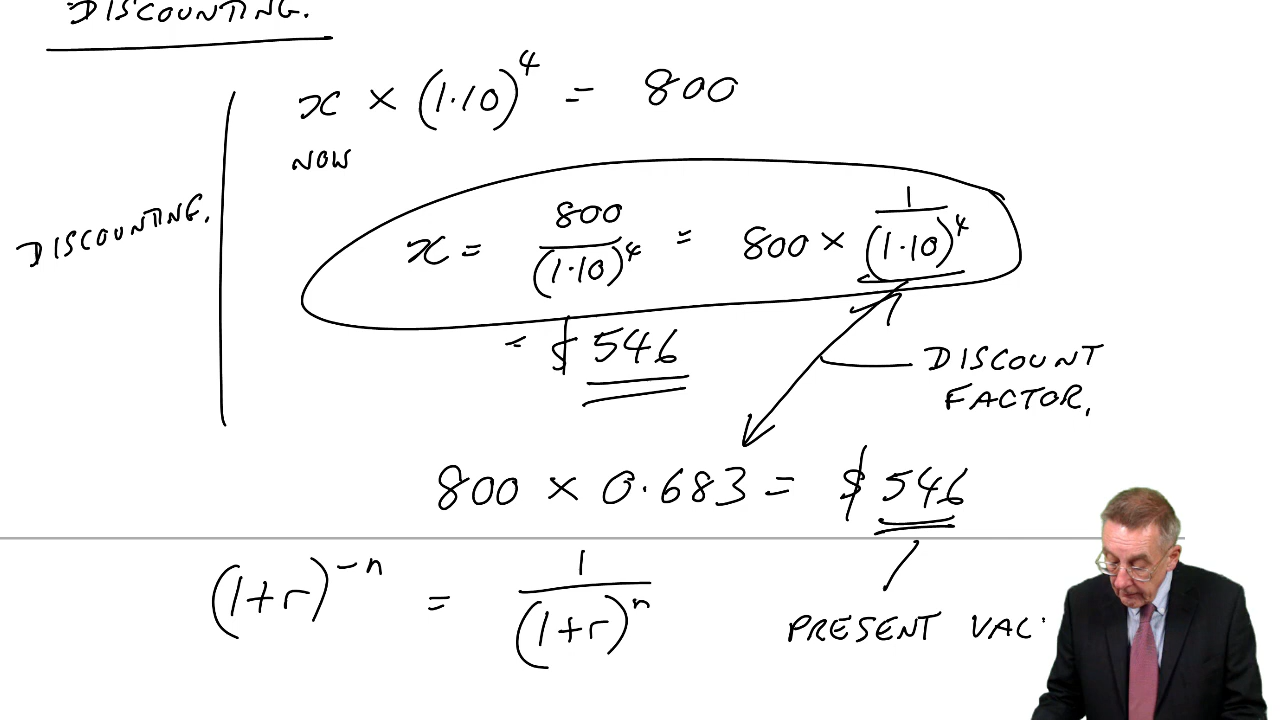 DISCOUNTING.
x × (1·10)^4 = 800
NOW
DISCOUNTING.
x = 800/(1·10)^4 = 800 × 1/(1·10)^4
= $546
DISCOUNT
FACTOR.
800 × 0.683 = $546
(1+r)^-n = 1/(1+r)^n
PRESENT